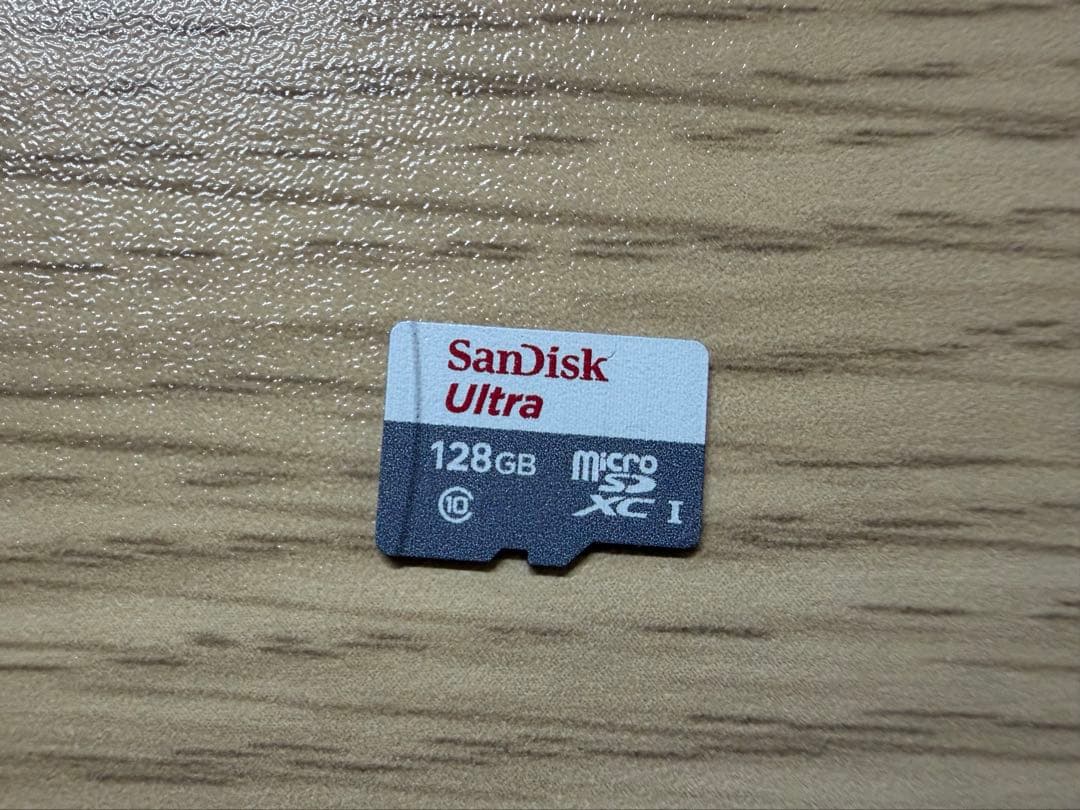 SanDisk
Ultra
128GB
micro
SD
XC I
10